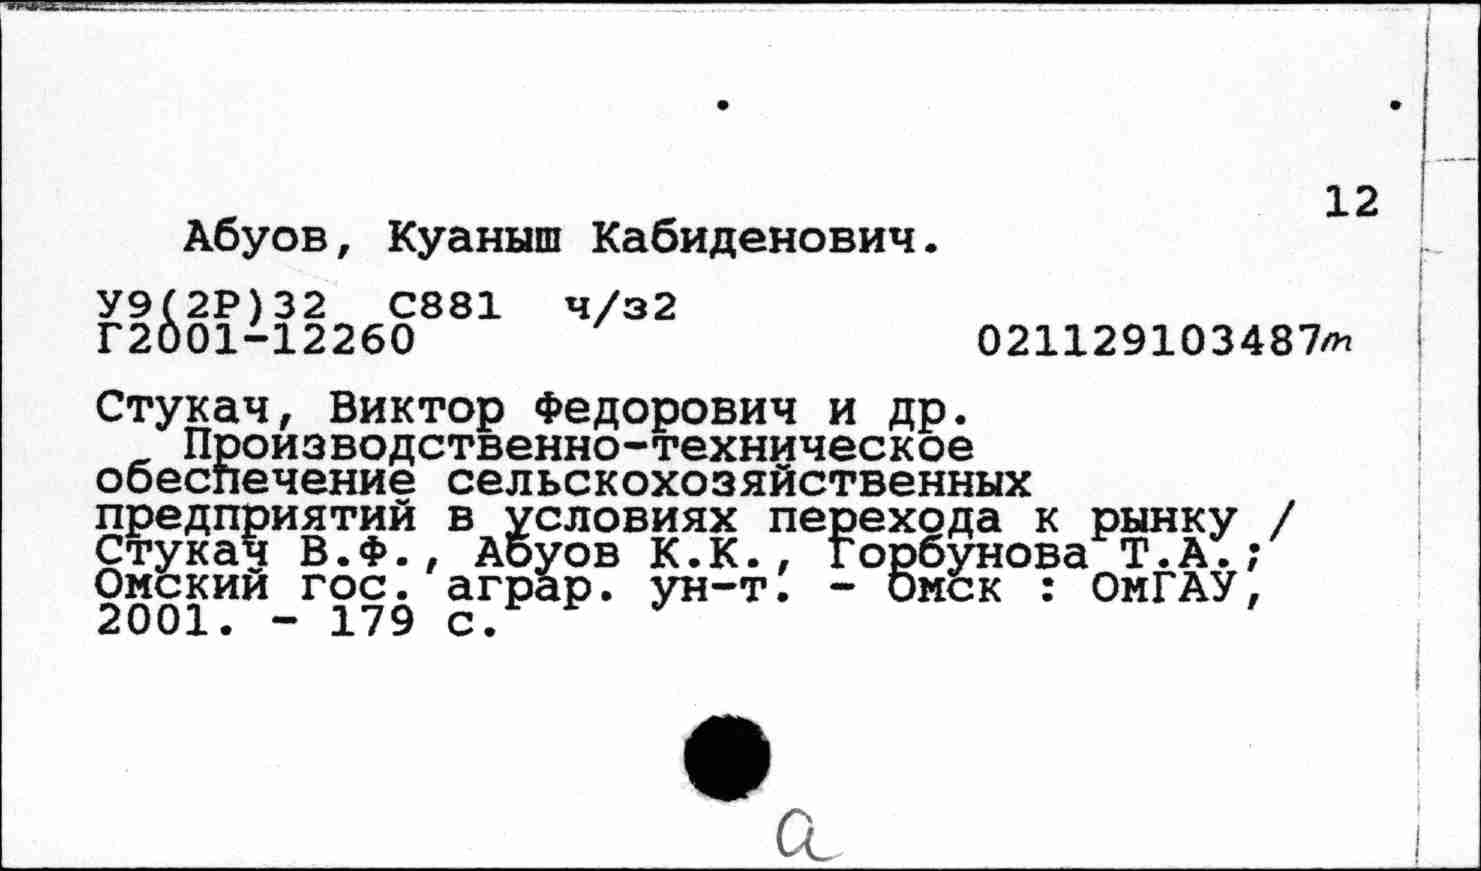 12
Абуов, Куаныш Кабиденович.
У9(2Р)32 С881 ч/з2
Г2001-12260 021129103487m
Стукач, Виктор Федорович и др.
Производственно-техническое
обеспечение сельскохозяйственных
предприятий в условиях перехода к рынку /
Стукач В.Ф., Абуов К.К., Горбунова Т.А.;
Омский гос. аграр. ун-т. - Омск : ОмГАУ,
2001. - 179 с.
а